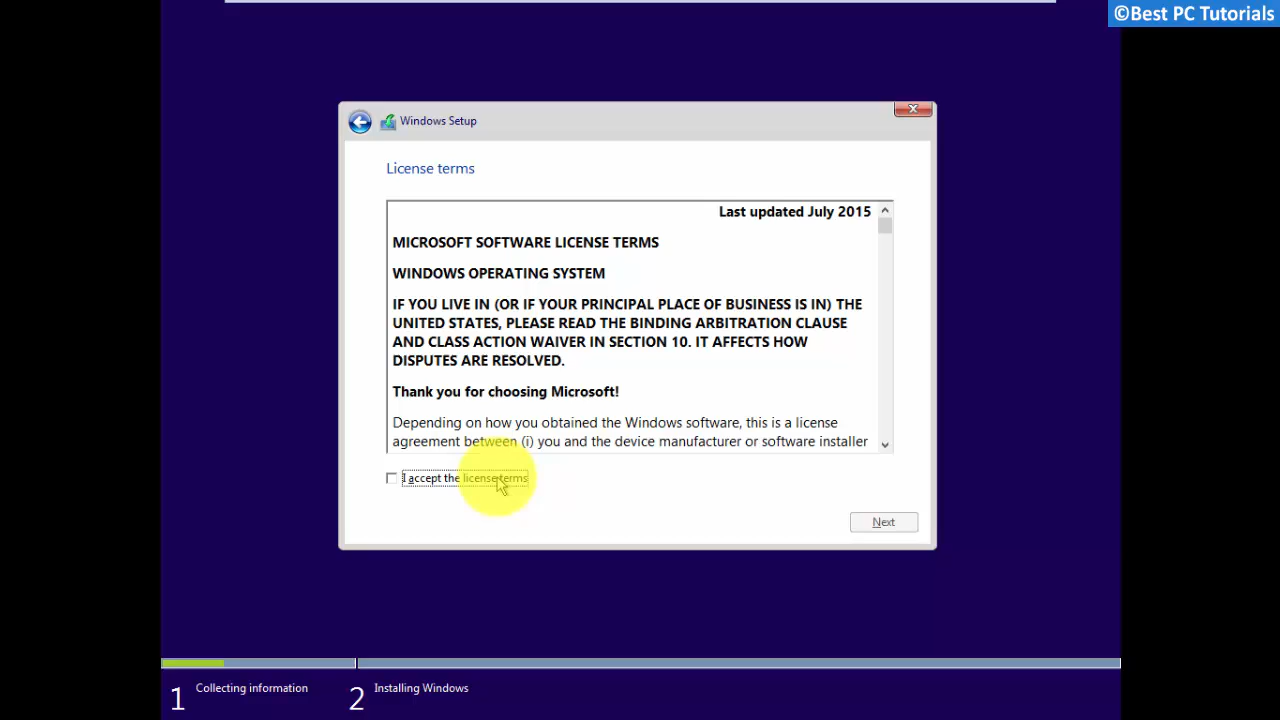 ©Best PC Tutorials
Windows Setup
License terms
Last updated July 2015
MICROSOFT SOFTWARE LICENSE TERMS
WINDOWS OPERATING SYSTEM
IF YOU LIVE IN (OR IF YOUR PRINCIPAL PLACE OF BUSINESS IS IN) THE
UNITED STATES, PLEASE READ THE BINDING ARBITRATION CLAUSE
AND CLASS ACTION WAIVER IN SECTION 10. IT AFFECTS HOW
DISPUTES ARE RESOLVED.
Thank you for choosing Microsoft!
Depending on how you obtained the Windows software, this is a license
agreement between (i) you and the device manufacturer or software installer
I accept the license terms
Next
1 Collecting information
2 Installing Windows